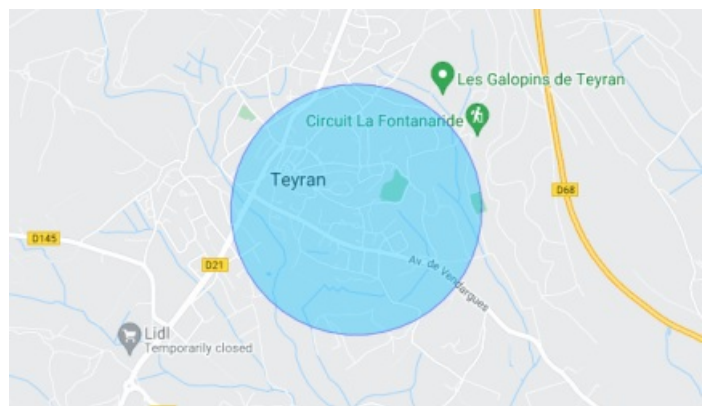 Les Galopins de Teyran
Circuit La Fontanaride
Teyran
D68
D145
D21
Av. de Vendargues
Lidl
Temporarily closed